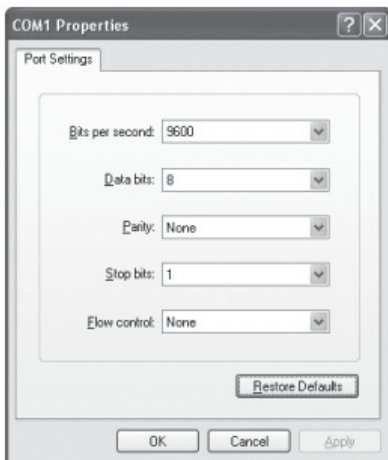 COM1 Properties
Port Settings
Bits per second: 9600
Data bits: 8
Parity: None
Stop bits: 1
Flow control: None
Restore Defaults
OK Cancel Apply